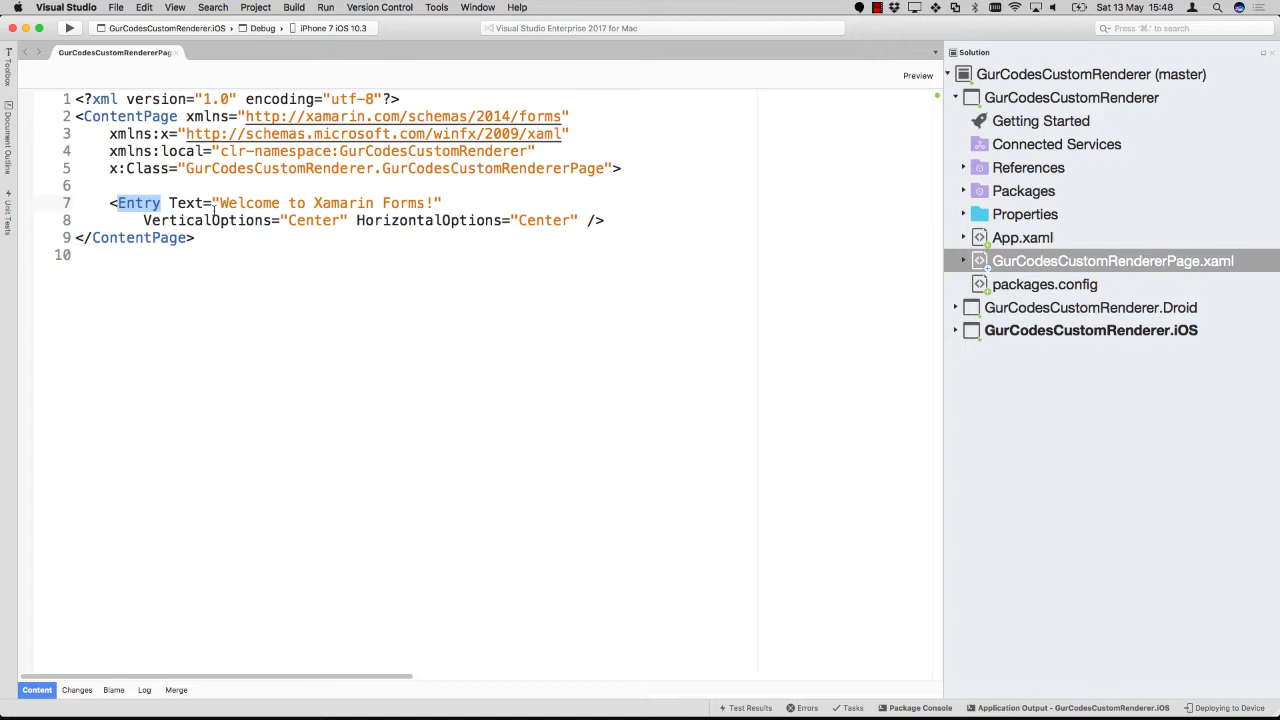 Visual Studio File Edit View Search Project Build Run Version Control Tools Window Help Sat 13 May 15:48
GurCodesCustomRenderer.iOS Debug iPhone 7 iOS 10.3 Visual Studio Enterprise 2017 for Mac Press '⌘.' to search
GurCodesCustomRendererPag
Solution
Toolbox
Document Outline
Unit Tests
Preview
1 <?xml version="1.0" encoding="utf-8"?>
2 <ContentPage xmlns="http://xamarin.com/schemas/2014/forms"
3 xmlns:x="http://schemas.microsoft.com/winfx/2009/xaml"
4 xmlns:local="clr-namespace:GurCodesCustomRenderer"
5 x:Class="GurCodesCustomRenderer.GurCodesCustomRendererPage">
6
7 <Entry Text="Welcome to Xamarin Forms!"
8 VerticalOptions="Center" HorizontalOptions="Center" />
9 </ContentPage>
10
GurCodesCustomRenderer (master)
GurCodesCustomRenderer
Getting Started
Connected Services
References
Packages
Properties
App.xaml
GurCodesCustomRendererPage.xaml
packages.config
GurCodesCustomRenderer.Droid
GurCodesCustomRenderer.iOS
Content Changes Blame Log Merge
Test Results Errors Tasks Package Console Application Output - GurCodesCustomRenderer.iOS Deploying to Device